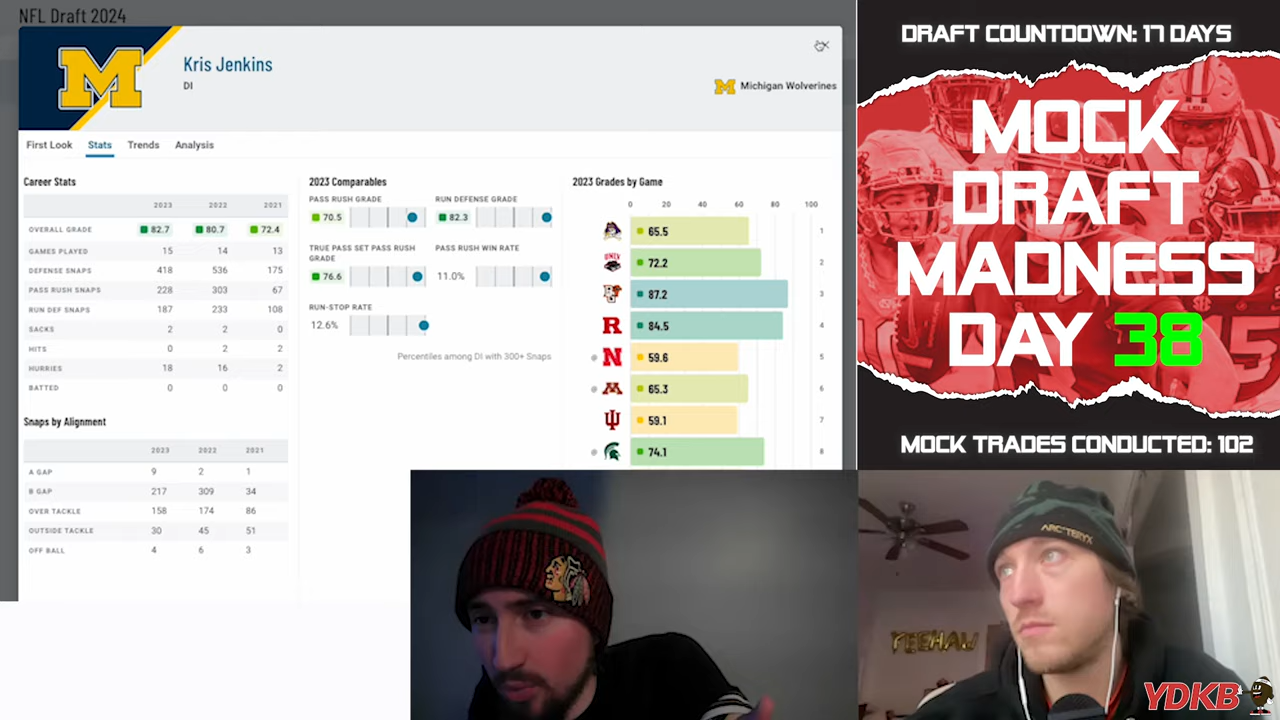 NFL Draft 2024
Kris Jenkins
DI
Michigan Wolverines
First Look Stats Trends Analysis
Career Stats
2023 2022 2021
OVERALL GRADE 82.7 80.7 72.4
GAMES PLAYED 15 14 13
DEFENSE SNAPS 418 536 175
PASS RUSH SNAPS 228 303 67
RUN DEF SNAPS 187 233 108
SACKS 2 2 0
HITS 0 2 2
HURRIES 18 16 2
BATTED 0 0 0
Snaps by Alignment
2023 2022 2021
A GAP 9 2 1
B GAP 217 309 34
OVER TACKLE 158 174 86
OUTSIDE TACKLE 30 45 51
OFF BALL 4 6 3
2023 Comparables
PASS RUSH GRADE RUN DEFENSE GRADE
70.5 82.3
TRUE PASS SET PASS RUSH GRADE PASS RUSH WIN RATE
76.6 11.0%
RUN-STOP RATE
12.6%
Percentiles among DI with 300+ Snaps
2023 Grades by Game
0 20 40 60 80 100
65.5 1
72.2 2
87.2 3
R 84.5 4
N 59.6 5
M 65.3 6
59.1 7
74.1 8
DRAFT COUNTDOWN: 17 DAYS
MOCK
DRAFT
MADNESS
DAY 38
MOCK TRADES CONDUCTED: 102
ARC'TERYX
YEEHAW
YDKB